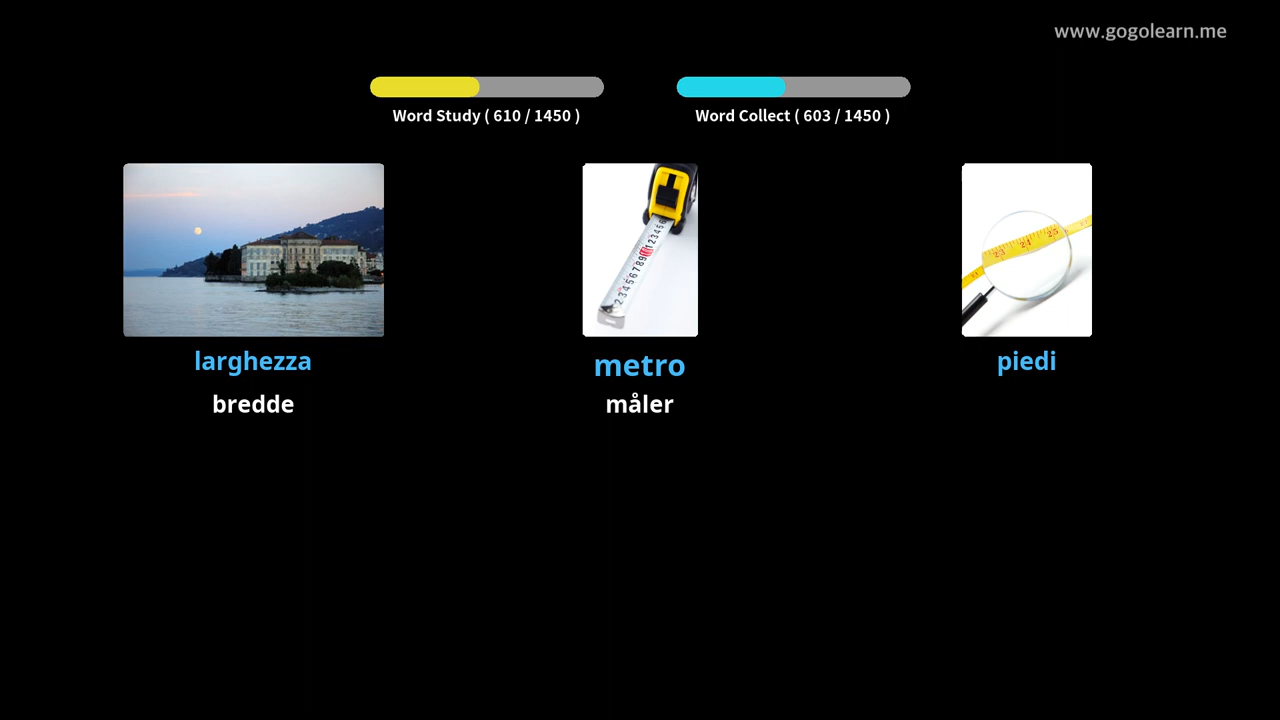 www.gogolearn.me
Word Study ( 610 / 1450 )
Word Collect ( 603 / 1450 )
larghezza
metro
piedi
bredde
måler